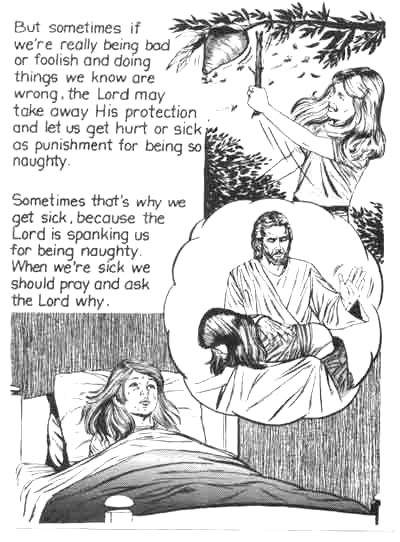 But sometimes if
we're really being bad
or foolish and doing
things we know are
wrong, the Lord may
take away His protection
and let us get hurt or sick
as punishment for being so
naughty.
Sometimes that's why we
get sick, because the
Lord is spanking us
for being naughty.
When we're sick we
should pray and ask
the Lord why.